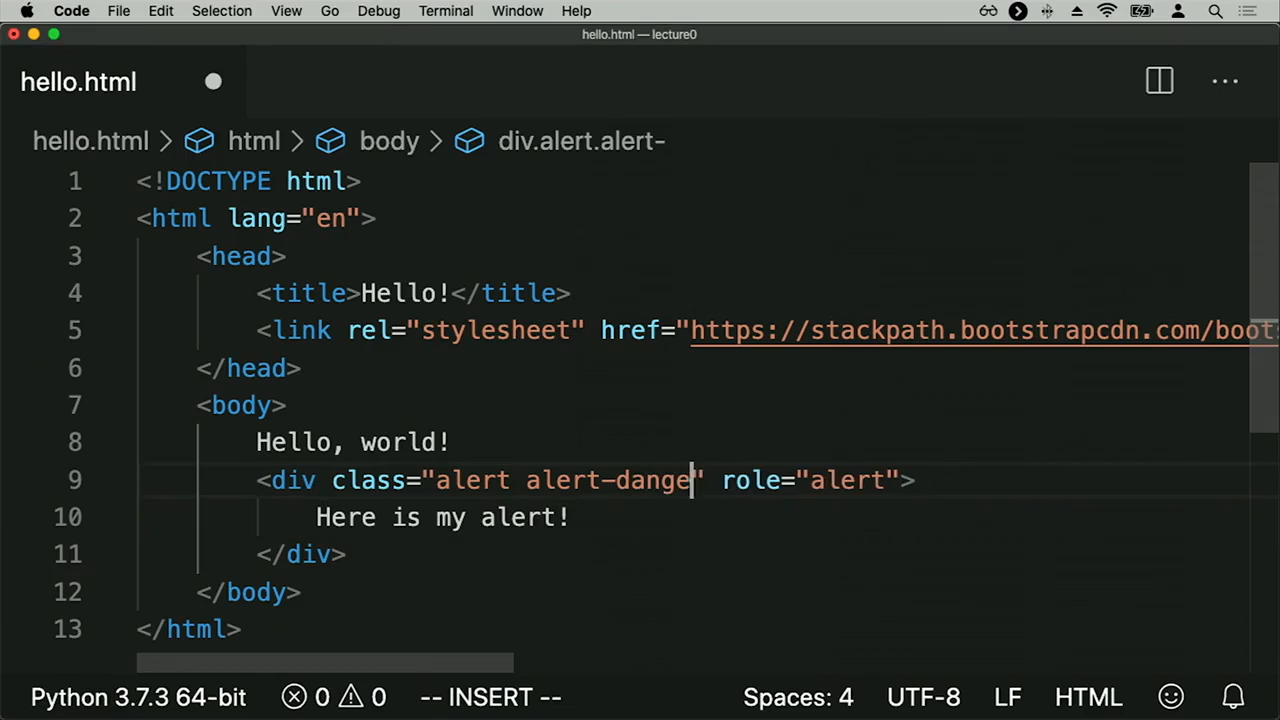 Code File Edit Selection View Go Debug Terminal Window Help
hello.html — lecture0
hello.html
hello.html html body div.alert.alert-
1 <!DOCTYPE html>
2 <html lang="en">
3 <head>
4 <title>Hello!</title>
5 <link rel="stylesheet" href="https://stackpath.bootstrapcdn.com/boot
6 </head>
7 <body>
8 Hello, world!
9 <div class="alert alert-dange" role="alert">
10 Here is my alert!
11 </div>
12 </body>
13 </html>
Python 3.7.3 64-bit 0 0 -- INSERT -- Spaces: 4 UTF-8 LF HTML